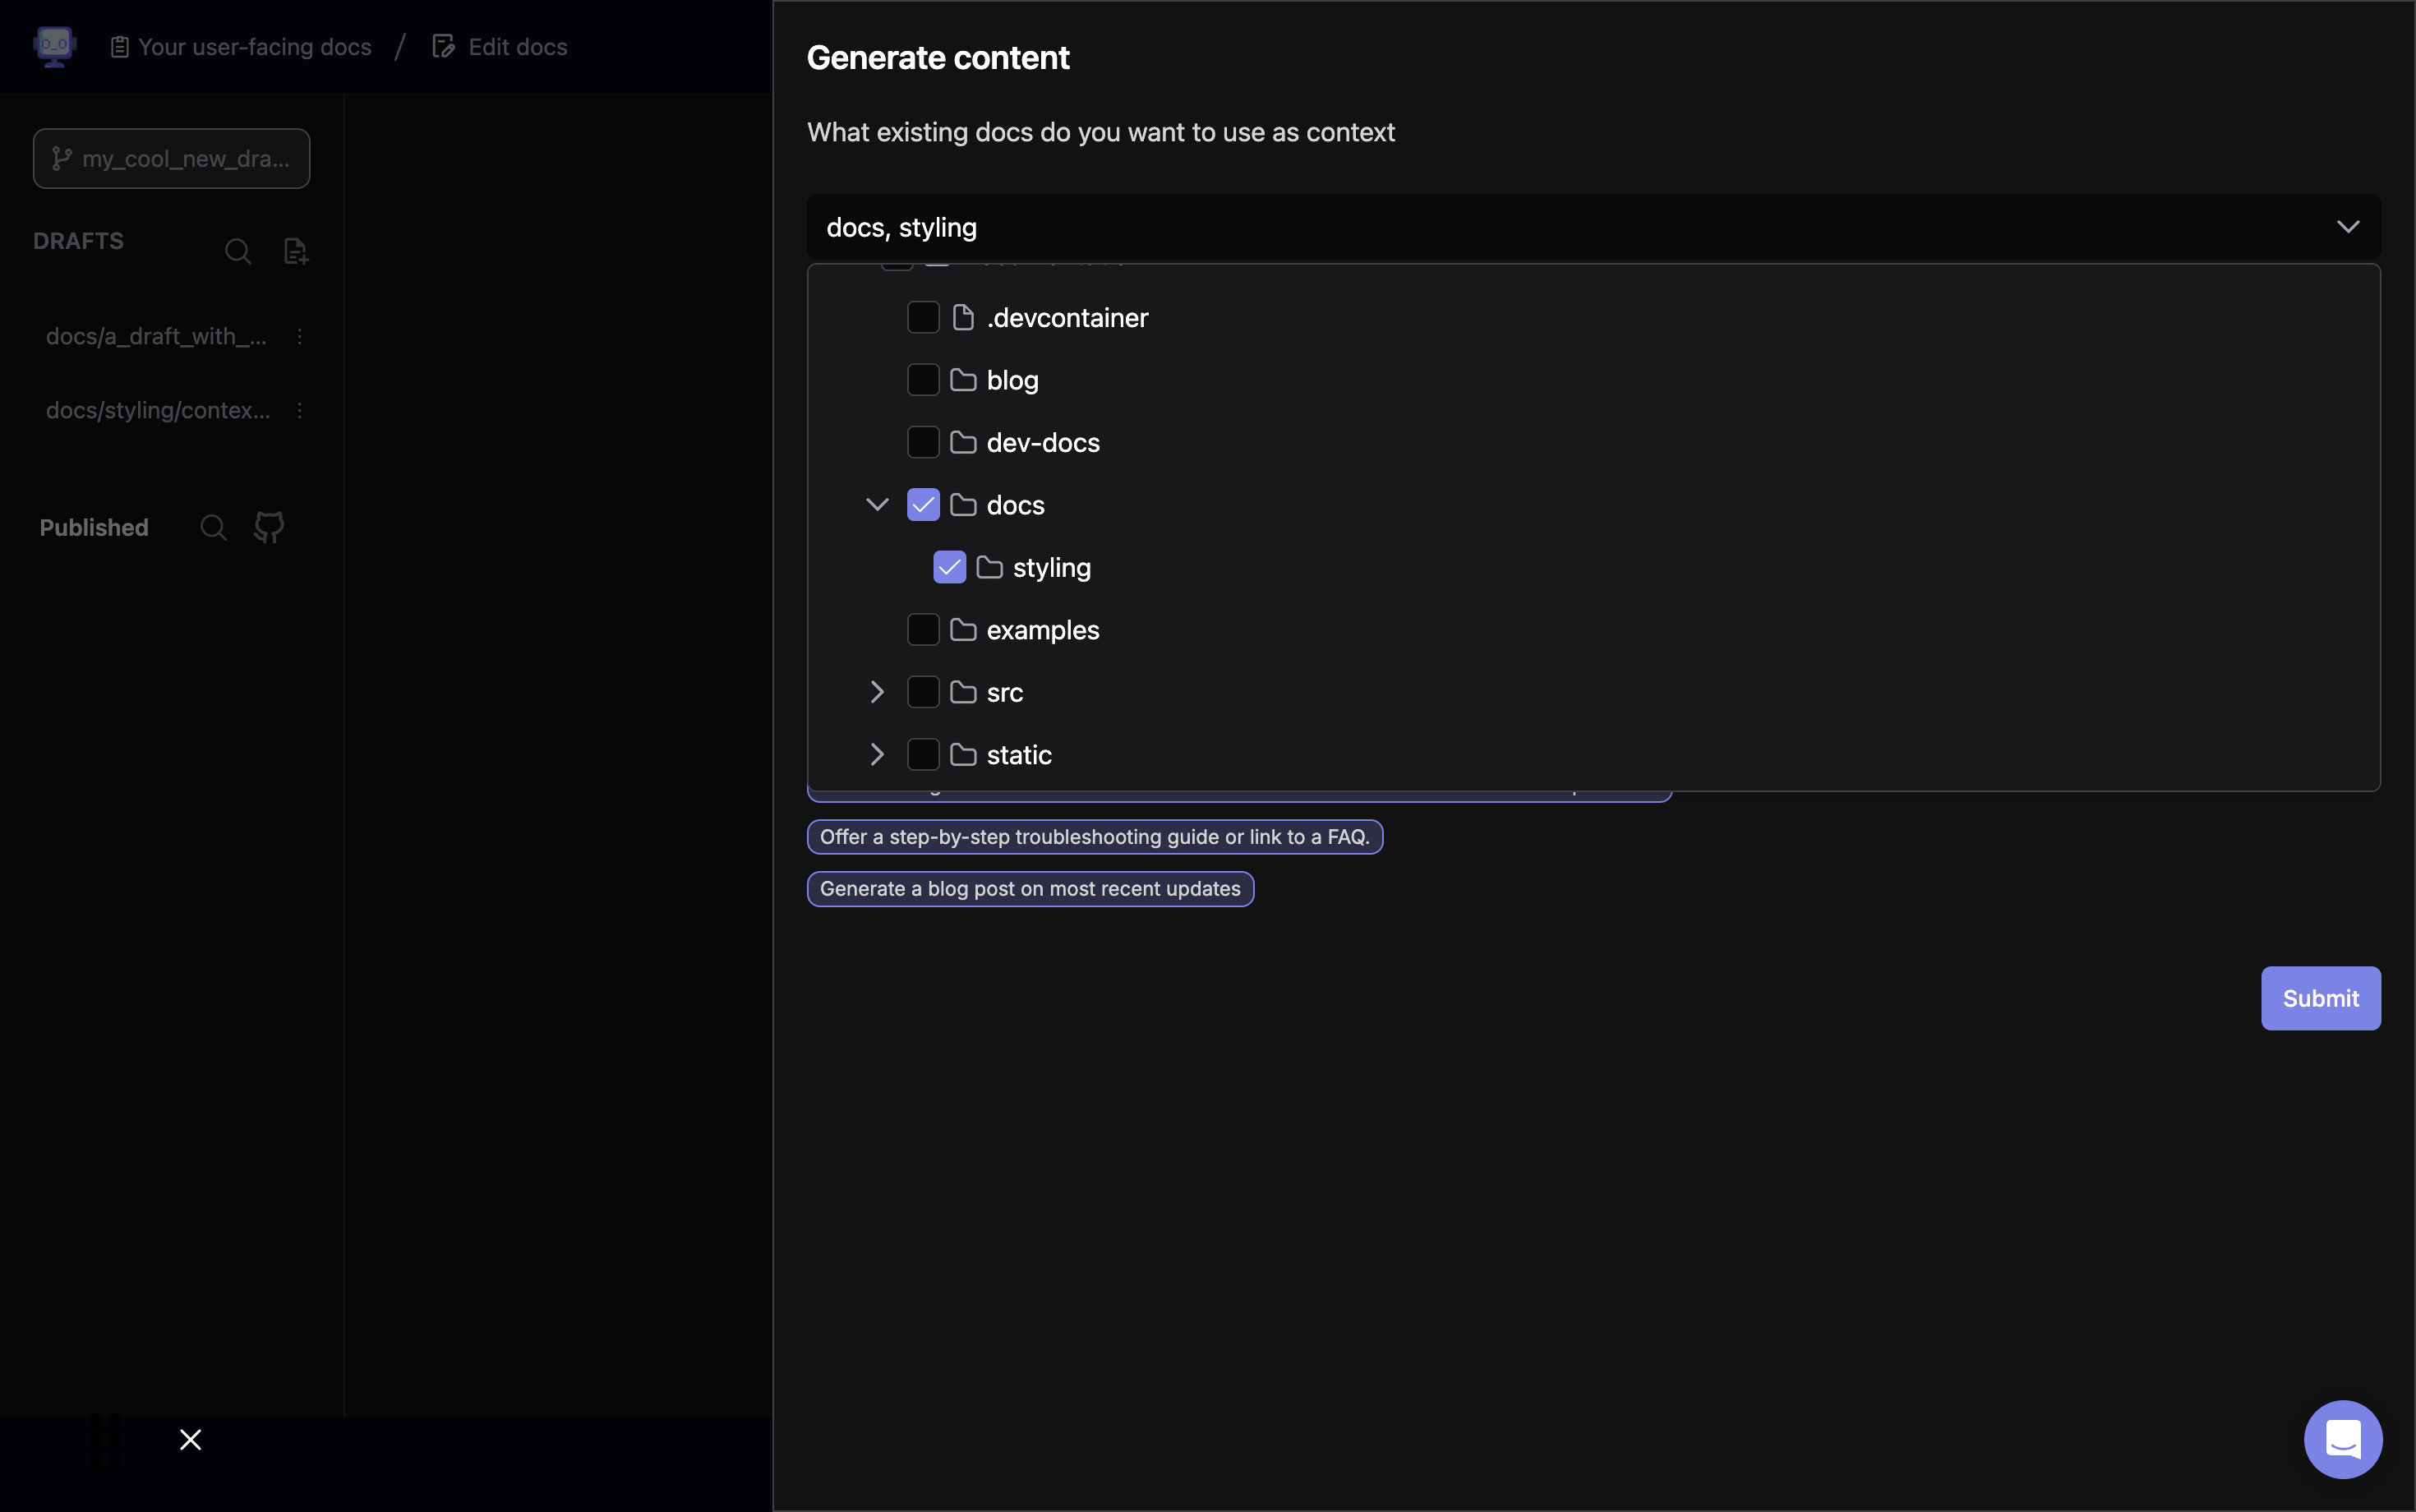 Your user-facing docs / Edit docs
my_cool_new_dra...
DRAFTS
docs/a_draft_with_...
docs/styling/contex...
Published
Generate content
What existing docs do you want to use as context
docs, styling
.devcontainer
blog
dev-docs
docs
styling
examples
src
static
Offer a step-by-step troubleshooting guide or link to a FAQ.
Generate a blog post on most recent updates
Submit